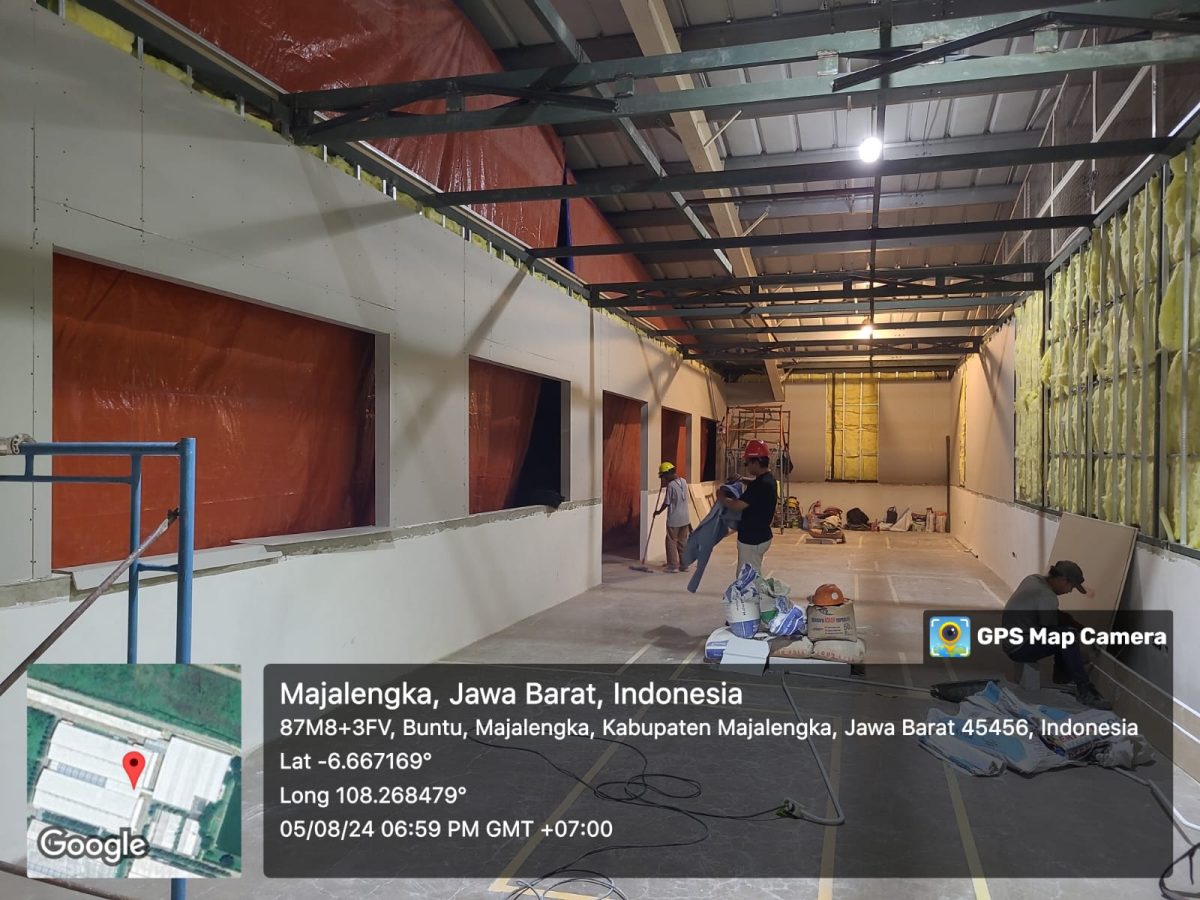 GPS Map Camera
Majalengka, Jawa Barat, Indonesia
87M8+3FV, Buntu, Majalengka, Kabupaten Majalengka, Jawa Barat 45456, Indonesia
Lat -6.667169°
Long 108.268479°
05/08/24 06:59 PM GMT +07:00
Google